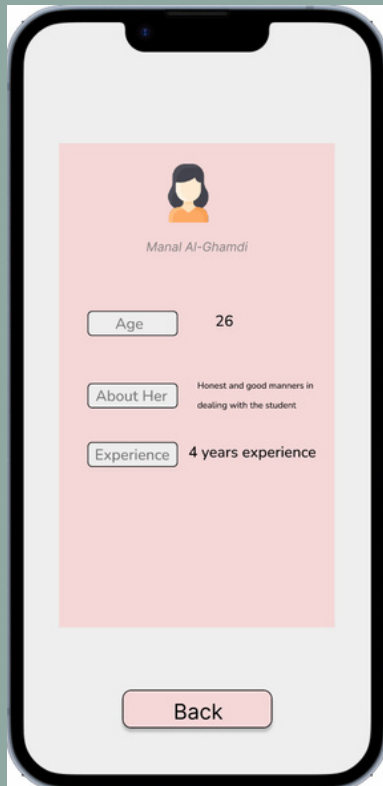 Manal Al-Ghamdi
Age 26
About Her
Honest and good manners in
dealing with the student
Experience 4 years experience
Back